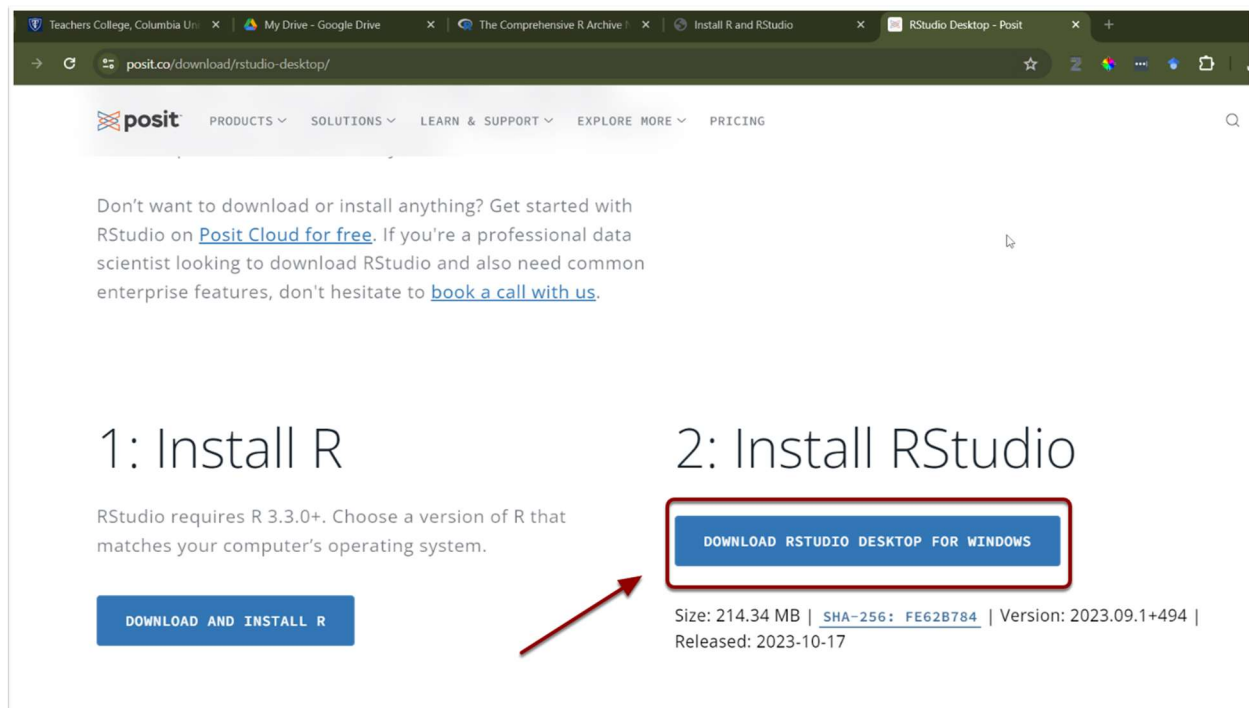 Teachers College, Columbia Un
My Drive - Google Drive
The Comprehensive R Archive N
Install R and RStudio
RStudio Desktop - Posit
posit.co/download/rstudio-desktop/
posit PRODUCTS SOLUTIONS LEARN & SUPPORT EXPLORE MORE PRICING
Don't want to download or install anything? Get started with
RStudio on Posit Cloud for free. If you're a professional data
scientist looking to download RStudio and also need common
enterprise features, don't hesitate to book a call with us.
1: Install R
RStudio requires R 3.3.0+. Choose a version of R that
matches your computer's operating system.
DOWNLOAD AND INSTALL R
2: Install RStudio
DOWNLOAD RSTUDIO DESKTOP FOR WINDOWS
Size: 214.34 MB | SHA-256: FE62B784 | Version: 2023.09.1+494 |
Released: 2023-10-17